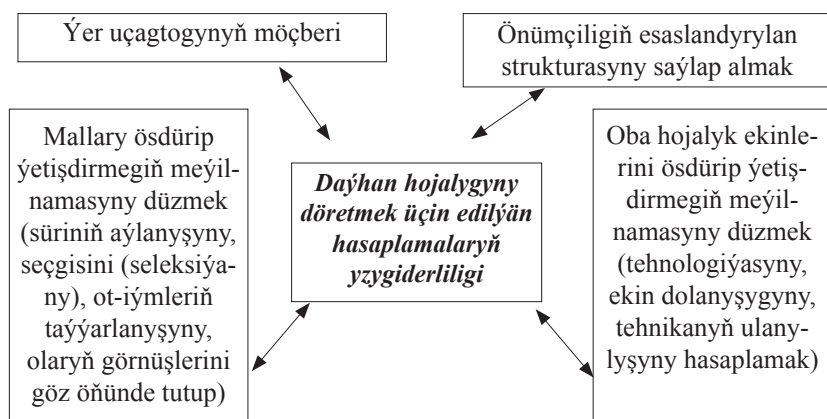 Ýer uçagtogynyň möçberi
Önümçiligiň esaslandyrylan
strukturasyny saýlap almak
Mallary ösdürip
ýetişdirmegiň meýil-
namasyny düzmek
(süriniň aýlanyşyny,
seçgisini (seleksiýa-
ny), ot-iýmleriň
taýýarlanyşyny,
olaryň görnüşlerini
göz öňünde tutup)
Daýhan hojalygyny
döretmek üçin edilýän
hasaplamalaryň
yzygiderliligi
Oba hojalyk ekinle-
rini ösdürip ýetiş-
dirmegiň meýil-
namasyny düzmek
(tehnologiýasyny,
ekin dolanyşygyny,
tehnikanyň ulany-
lyşyny hasaplamak)